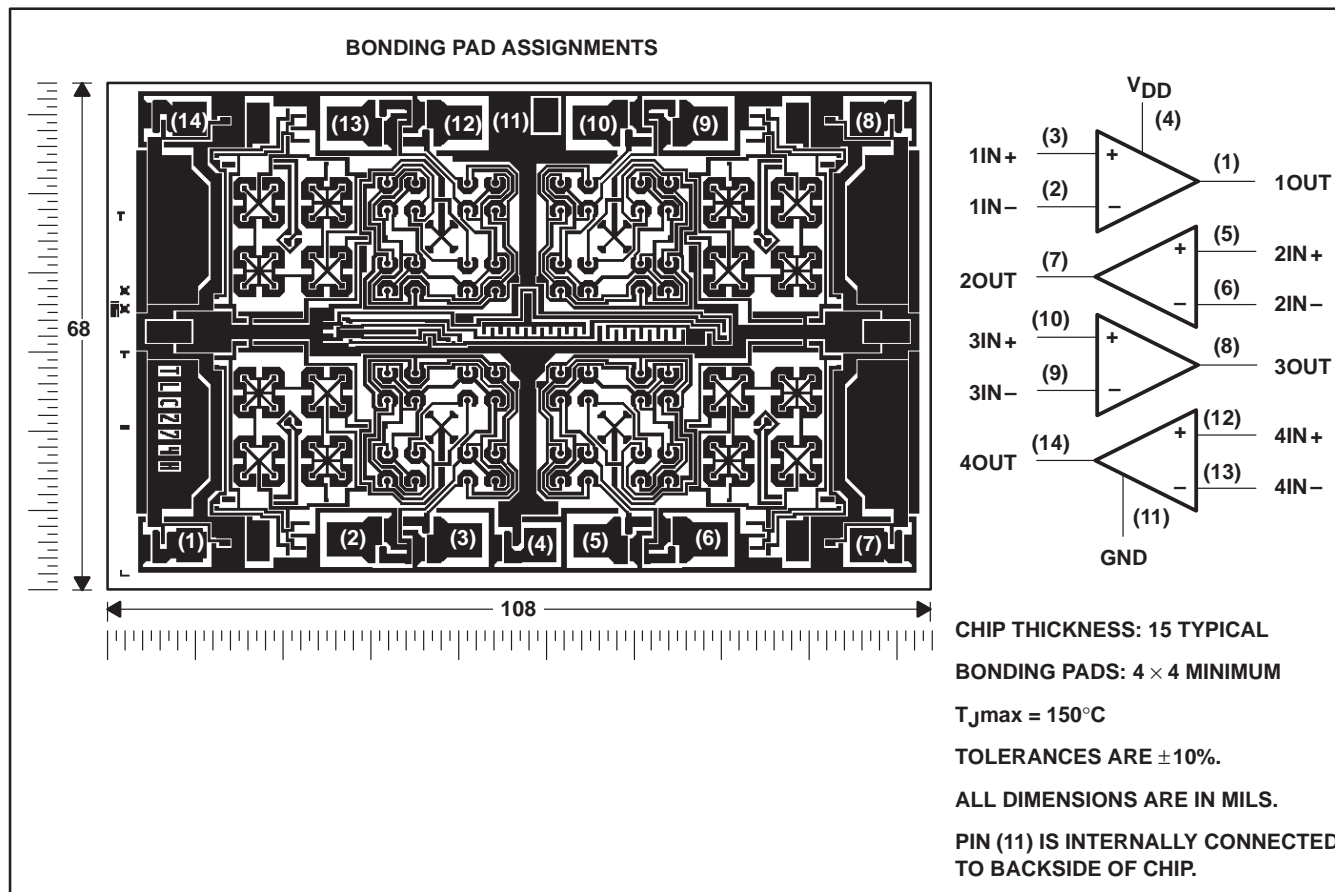 BONDING PAD ASSIGNMENTS
(14) (13) (12) (11) (10) (9) (8)
68
TLC274
(1) (2) (3) (4) (5) (6) (7)
108
VDD
(4)
1IN+ (3) + (1) 1OUT
1IN− (2) −
2OUT (7) + (5) 2IN+
− (6) 2IN−
3IN+ (10) + (8) 3OUT
3IN− (9) −
4OUT (14) + (12) 4IN+
− (13) 4IN−
(11)
GND
CHIP THICKNESS: 15 TYPICAL
BONDING PADS: 4 × 4 MINIMUM
TJmax = 150°C
TOLERANCES ARE ±10%.
ALL DIMENSIONS ARE IN MILS.
PIN (11) IS INTERNALLY CONNECTED
TO BACKSIDE OF CHIP.